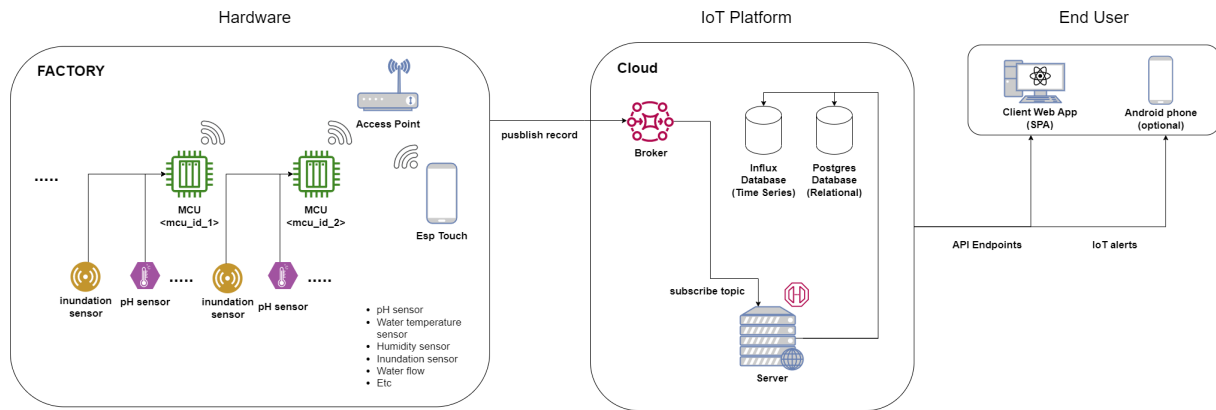 Hardware
IoT Platform
End User
FACTORY
Access Point
.....
MCU
<mcu_id_1>
MCU
<mcu_id_2>
Esp Touch
inundation
sensor
pH sensor
.....
inundation
sensor
pH sensor
.....
pH sensor
Water temperature
sensor
Humidity sensor
Inundation sensor
Water flow
Etc
pusblish record
Cloud
Broker
Influx
Database
(Time Series)
Postgres
Database
(Relational)
subscribe topic
H
Server
Client Web App
(SPA)
Android phone
(optional)
API Endpoints
IoT alerts